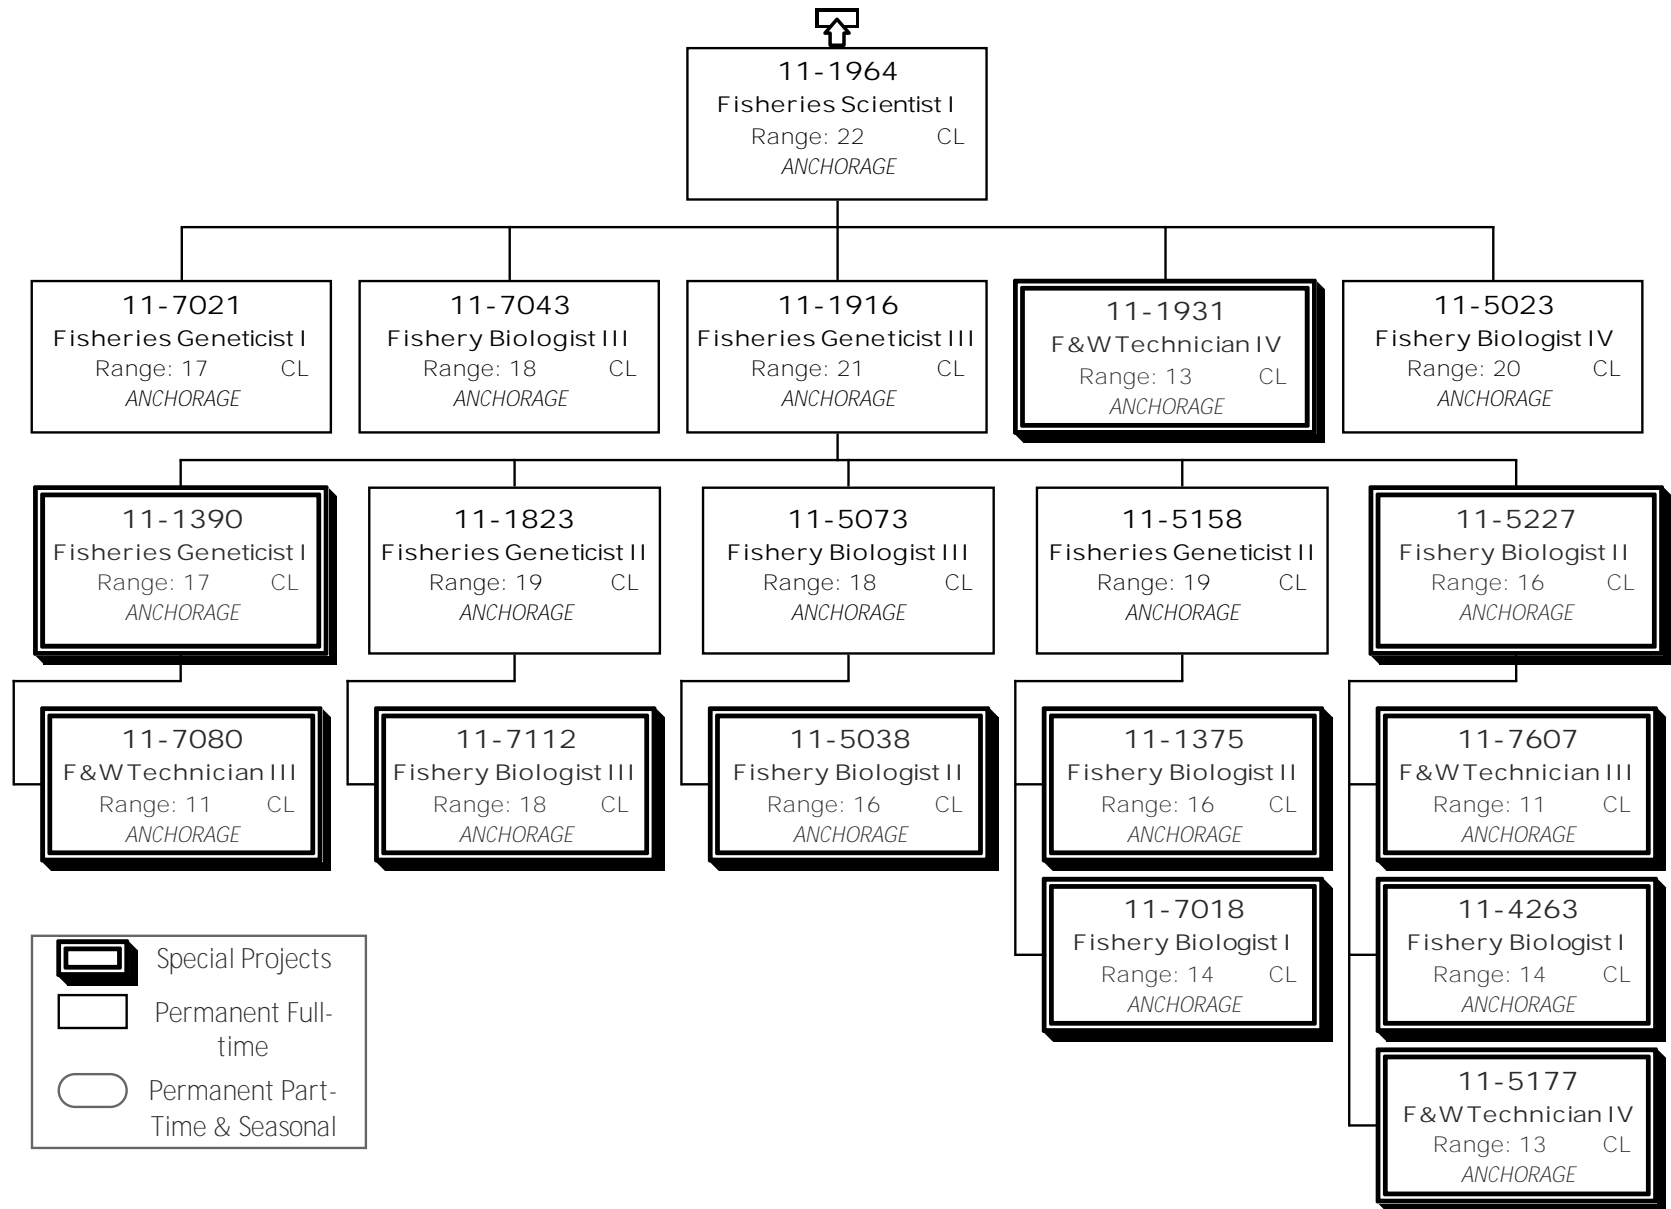 11-1964
Fisheries Scientist I
Range: 22 CL
ANCHORAGE
11-7021
Fisheries Geneticist I
Range: 17 CL
ANCHORAGE
11-7043
Fishery Biologist III
Range: 18 CL
ANCHORAGE
11-1916
Fisheries Geneticist III
Range: 21 CL
ANCHORAGE
11-1931
F&W Technician IV
Range: 13 CL
ANCHORAGE
11-5023
Fishery Biologist IV
Range: 20 CL
ANCHORAGE
11-1390
Fisheries Geneticist I
Range: 17 CL
ANCHORAGE
11-1823
Fisheries Geneticist II
Range: 19 CL
ANCHORAGE
11-5073
Fishery Biologist III
Range: 18 CL
ANCHORAGE
11-5158
Fisheries Geneticist II
Range: 19 CL
ANCHORAGE
11-5227
Fishery Biologist II
Range: 16 CL
ANCHORAGE
11-7080
F&W Technician III
Range: 11 CL
ANCHORAGE
11-7112
Fishery Biologist III
Range: 18 CL
ANCHORAGE
11-5038
Fishery Biologist II
Range: 16 CL
ANCHORAGE
11-1375
Fishery Biologist II
Range: 16 CL
ANCHORAGE
11-7607
F&W Technician III
Range: 11 CL
ANCHORAGE
11-7018
Fishery Biologist I
Range: 14 CL
ANCHORAGE
11-4263
Fishery Biologist I
Range: 14 CL
ANCHORAGE
11-5177
F&W Technician IV
Range: 13 CL
ANCHORAGE
Special Projects
Permanent Full-
time
Permanent Part-
Time & Seasonal